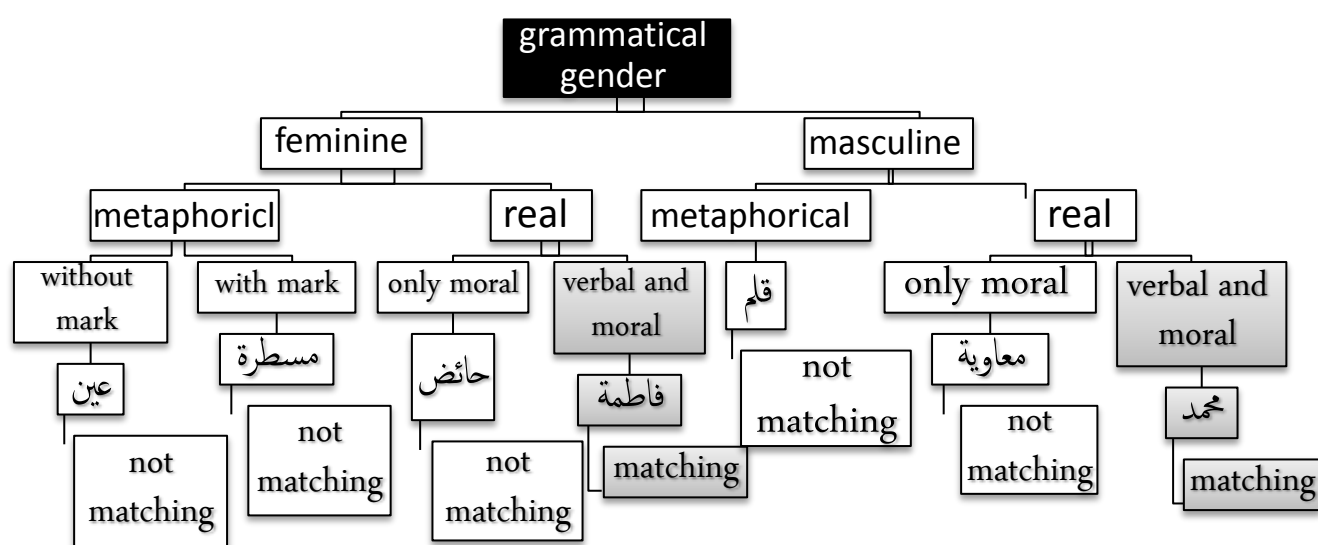 grammatical
gender
feminine
masculine
metaphoricl
real
metaphorical
real
without
mark
with mark
only moral
verbal and
moral
قلم
only moral
verbal and
moral
عين
مسطرة
حائض
فاطمة
not
matching
معاوية
محمد
not
matching
not
matching
not
matching
matching
not
matching
matching